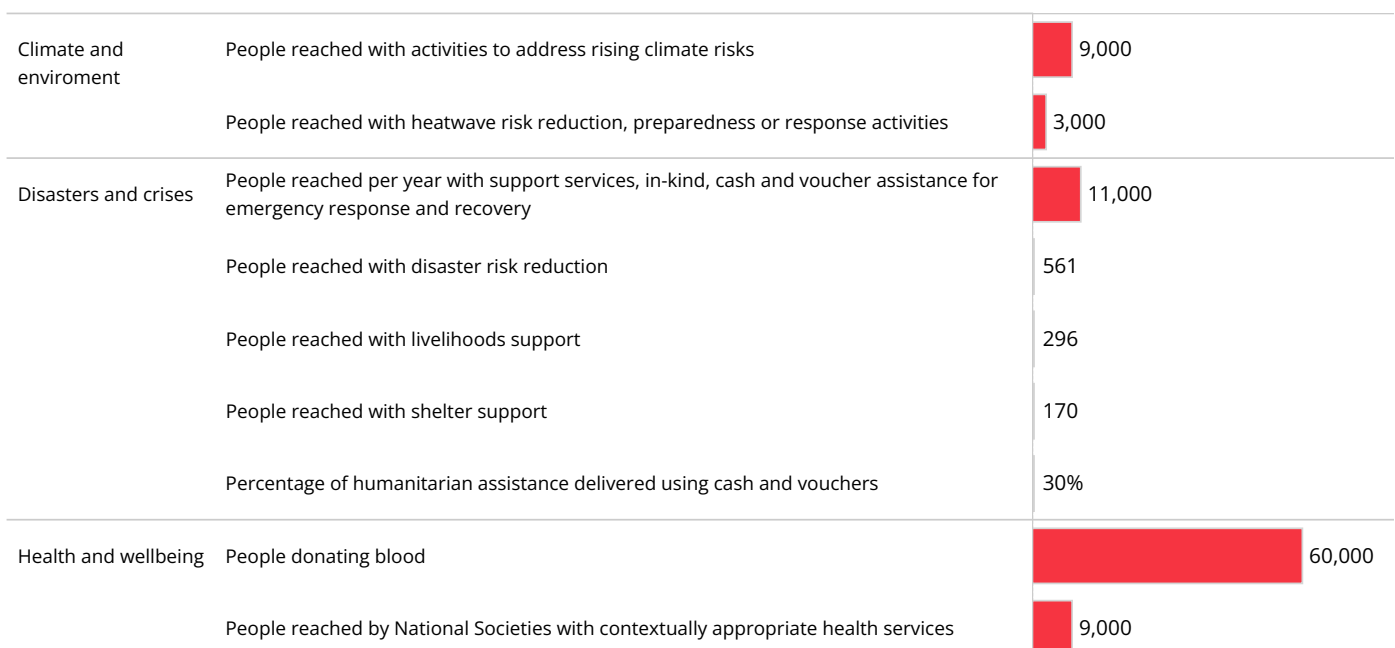 Climate and
enviroment
People reached with activities to address rising climate risks
9,000
People reached with heatwave risk reduction, preparedness or response activities
3,000
Disasters and crises
People reached per year with support services, in-kind, cash and voucher assistance for
emergency response and recovery
11,000
People reached with disaster risk reduction
561
People reached with livelihoods support
296
People reached with shelter support
170
Percentage of humanitarian assistance delivered using cash and vouchers
30%
Health and wellbeing
People donating blood
60,000
People reached by National Societies with contextually appropriate health services
9,000